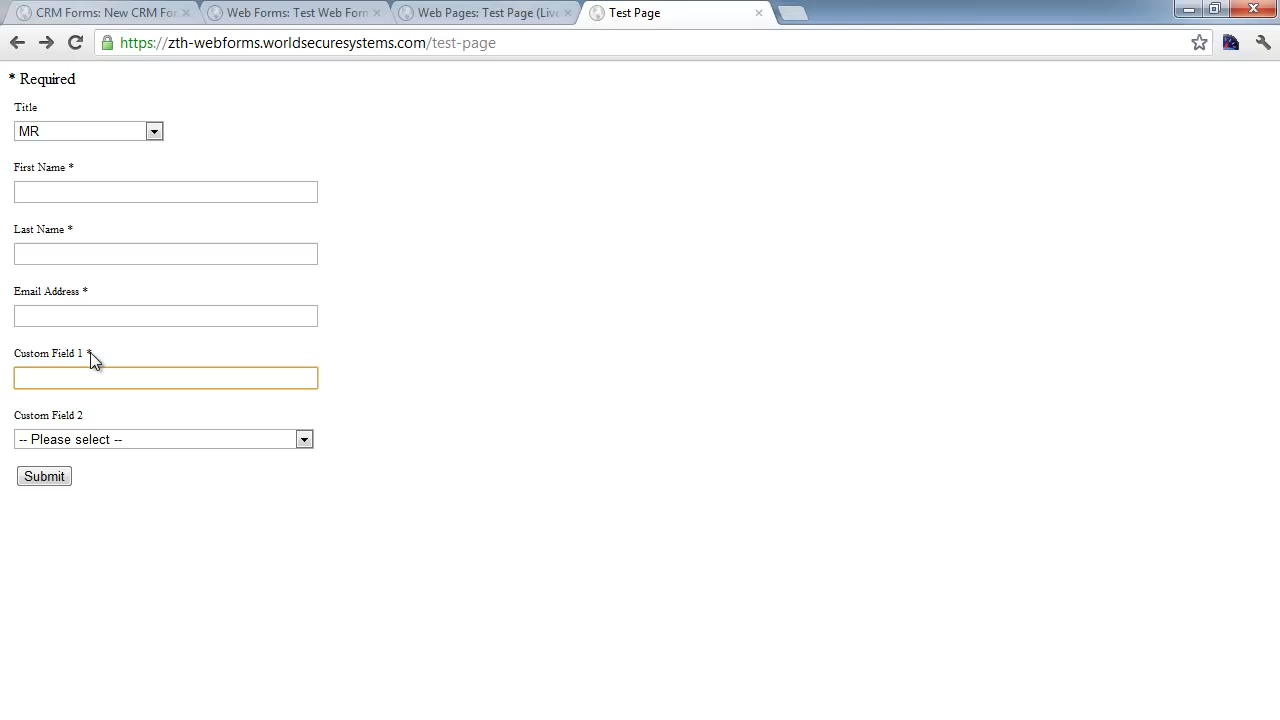 CRM Forms: New CRM For
Web Forms: Test Web Form
Web Pages: Test Page (Live
Test Page
https://zth-webforms.worldsecuresystems.com/test-page
* Required
Title
MR
First Name *
Last Name *
Email Address *
Custom Field 1 *
Custom Field 2
-- Please select --
Submit